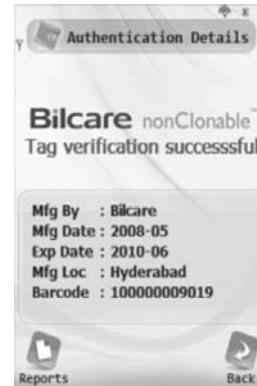 Authentication Details
Bilcare nonClonable™
Tag verification successsful
Mfg By : Bilcare
Mfg Date : 2008-05
Exp Date : 2010-06
Mfg Loc : Hyderabad
Barcode : 100000009019
Reports Back